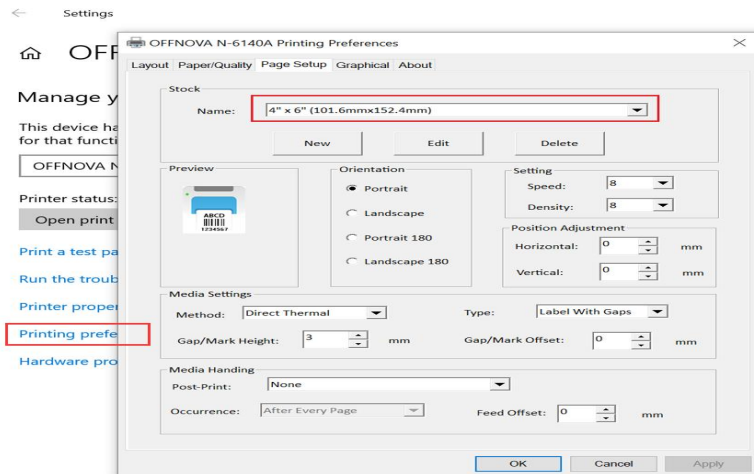 Settings
OFF
Manage y
This device ha
for that functi
OFFNOVA N
Printer status:
Open print
Print a test pa
Run the troub
Printer proper
Printing prefe
Hardware pro
OFFNOVA N-6140A Printing Preferences
Layout Paper/Quality Page Setup Graphical About
Stock
Name: 4" x 6" (101.6mmx152.4mm)
New Edit Delete
Preview
ABCD
1234567
Orientation
Portrait
Landscape
Portrait 180
Landscape 180
Setting
Speed: 8
Density: 8
Position Adjustment
Horizontal: 0 mm
Vertical: 0 mm
Media Settings
Method: Direct Thermal Type: Label With Gaps
Gap/Mark Height: 3 mm Gap/Mark Offset: 0 mm
Media Handing
Post-Print: None
Occurrence: After Every Page Feed Offset: 0 mm
OK Cancel Apply